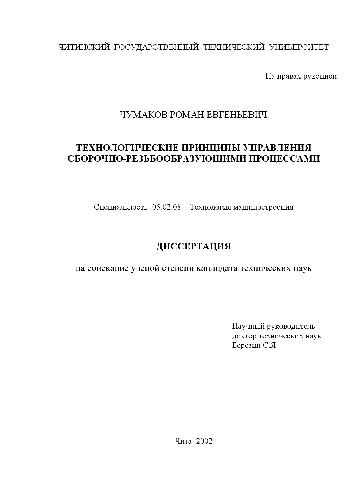 ЧИТИНСКИЙ ГОСУДАРСТВЕННЫЙ ТЕХНИЧЕСКИЙ УНИВЕРСИТЕТ
На правах рукописи
ЧУМАКОВ РОМАН ЕВГЕНЬЕВИЧ
ТЕХНОЛОГИЧЕСКИЕ ПРИНЦИПЫ УПРАВЛЕНИЯ
СБОРОЧНО-РЕЗЬБООБРАЗУЮЩИМИ ПРОЦЕССАМИ
Специальность 05.02.08 – Технология машиностроения
ДИССЕРТАЦИЯ
на соискание ученой степени кандидата технических наук
Научный руководитель
доктор технических наук
Березин С.Я.
Чита 2002